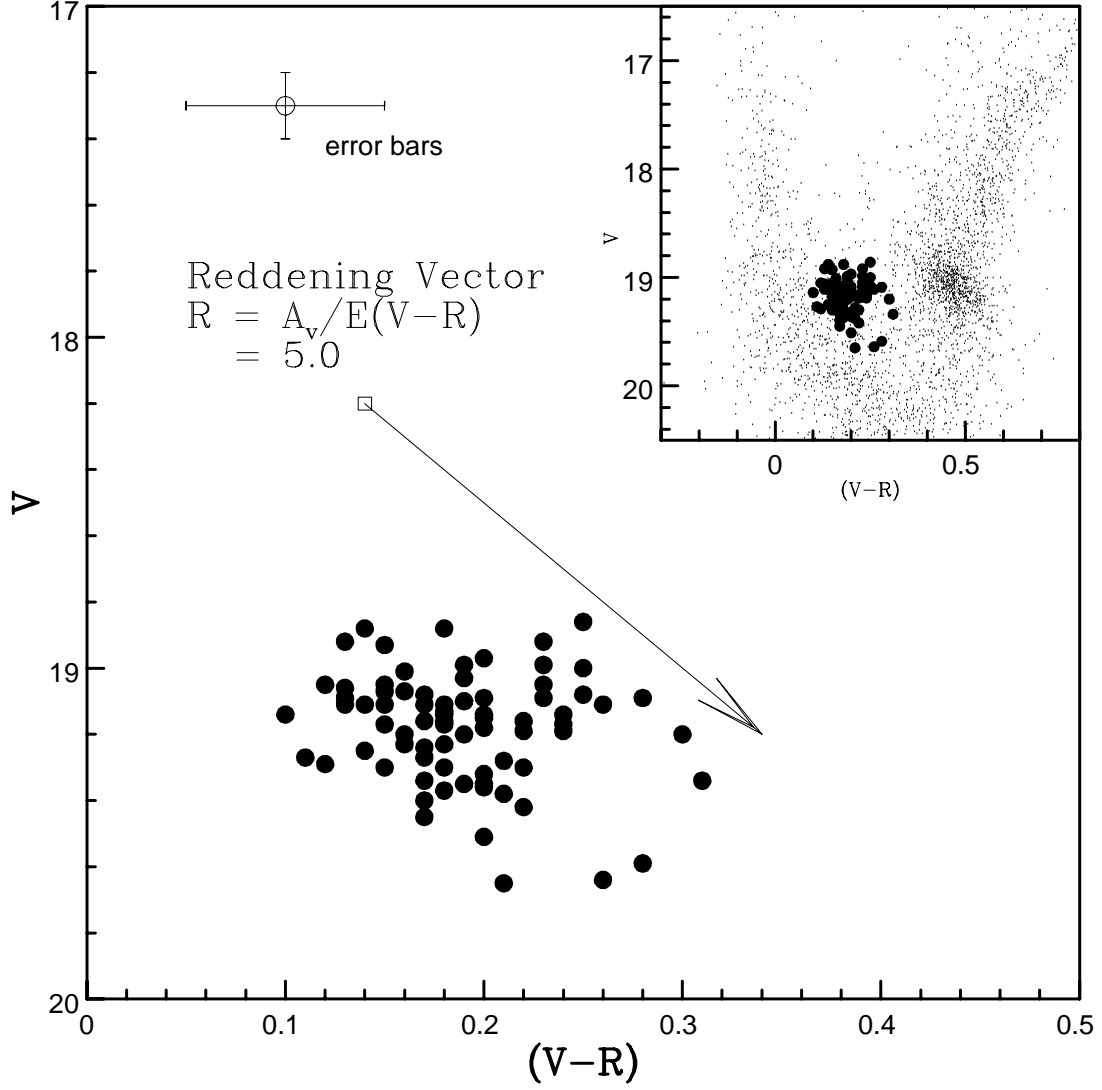 17
18
19
20
0
0.1
0.2
0.3
0.4
0.5
V
(V−R)
error bars
Reddening Vector
R = Av/E(V−R)
= 5.0
17
18
19
20
V
0
0.5
(V−R)